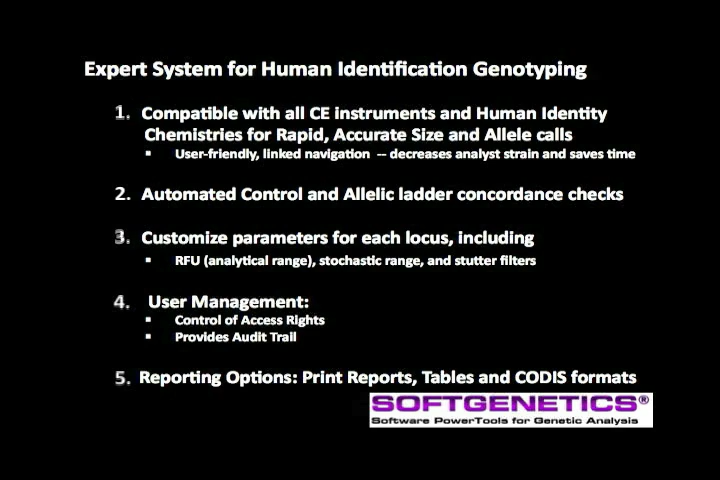 Expert System for Human Identification Genotyping
1. Compatible with all CE instruments and Human Identity
Chemistries for Rapid, Accurate Size and Allele calls
▪ User-friendly, linked navigation -- decreases analyst strain and saves time
2. Automated Control and Allelic ladder concordance checks
3. Customize parameters for each locus, including
▪ RFU (analytical range), stochastic range, and stutter filters
4. User Management:
▪ Control of Access Rights
▪ Provides Audit Trail
5. Reporting Options: Print Reports, Tables and CODIS formats
SOFTGENETICS®
Software PowerTools for Genetic Analysis